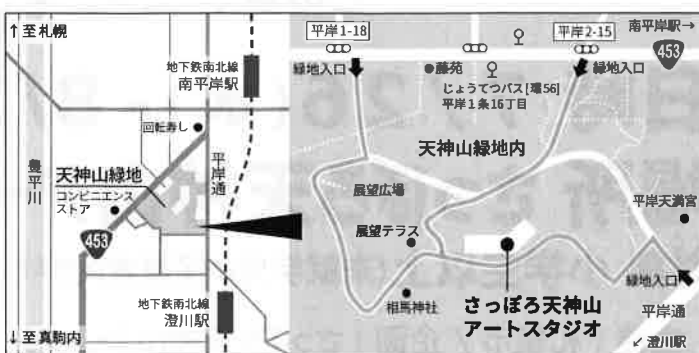 ↑至札幌
地下鉄南北線
南平岸駅
回転寿し
平岸通
豊平川
天神山緑地
コンビニエンス
ストア
453
地下鉄南北線
澄川駅
↓至真駒内
平岸1-18
平岸2-15
南平岸駅→
453
緑地入口
藤苑
緑地入口
じょうてつバス[環56]
平岸1条16丁目
天神山緑地内
展望広場
平岸天満宮
展望テラス
緑地入口
相馬神社
さっぽろ天神山
アートスタジオ
平岸通
↙澄川駅